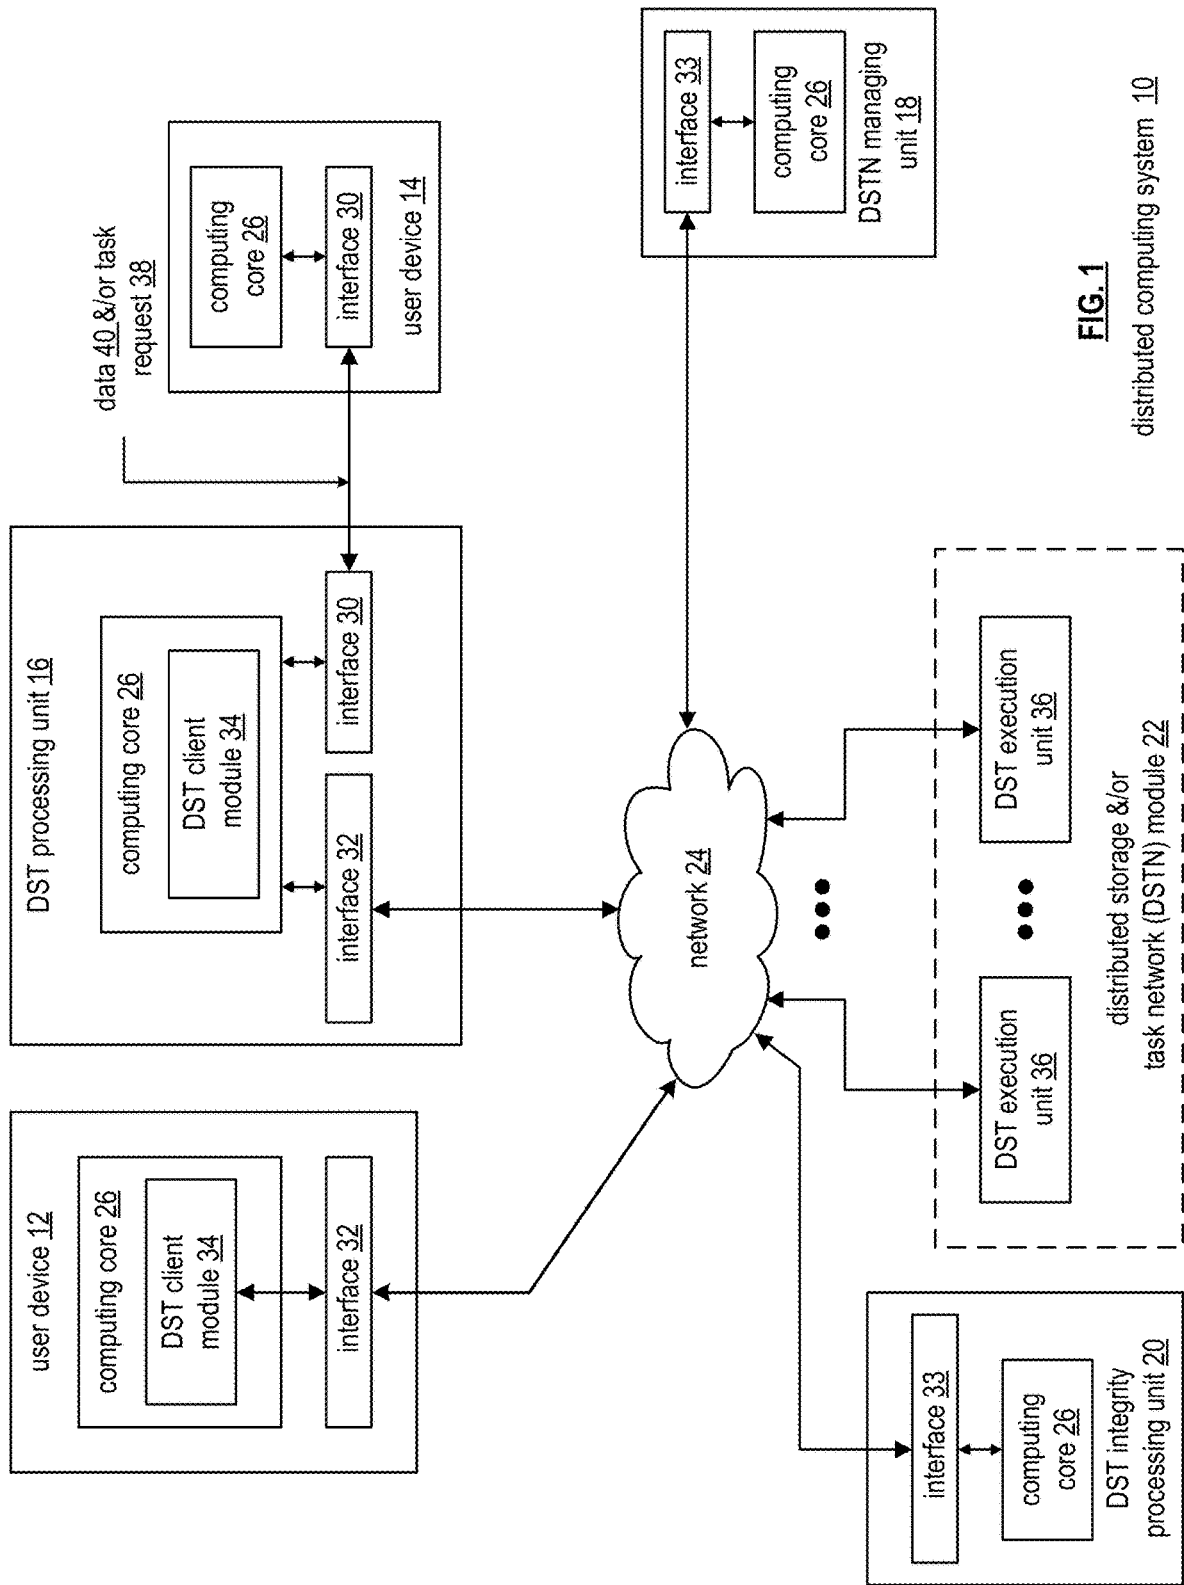 user device 12
computing core 26
DST client
module 34
interface 32
DST processing unit 16
computing core 26
DST client
module 34
interface 32
interface 30
data 40 &/or task
request 38
computing
core 26
interface 30
user device 14
network 24
interface 33
computing
core 26
DSTN managing
unit 18
interface 33
computing
core 26
DST integrity
processing unit 20
DST execution
unit 36
DST execution
unit 36
distributed storage &/or
task network (DSTN) module 22
FIG. 1
distributed computing system 10